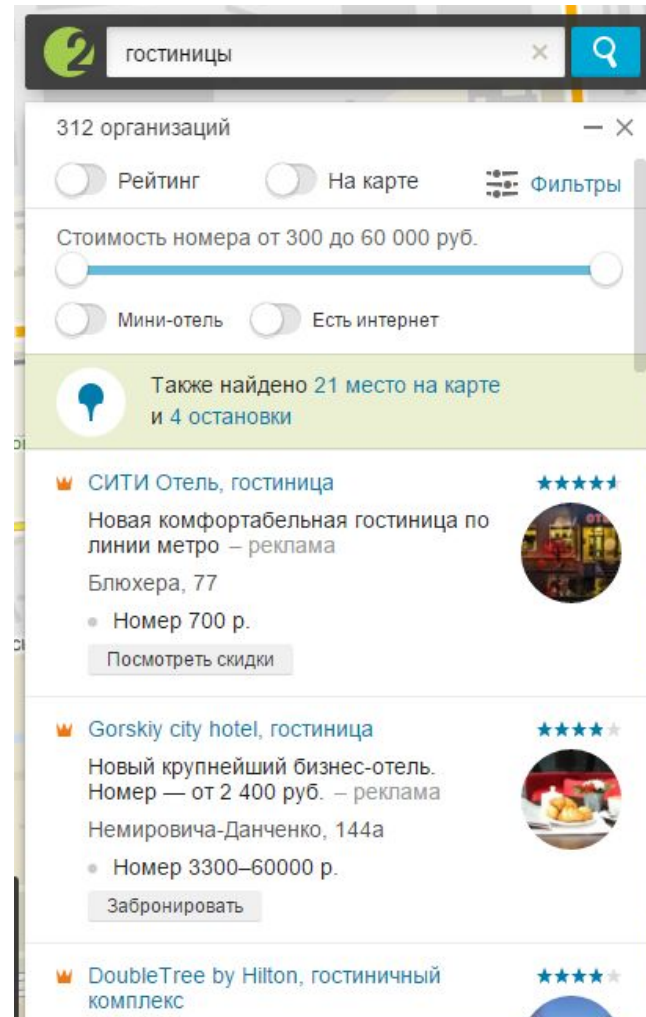 2
гостиницы
312 организаций
Рейтинг
На карте
Фильтры
Стоимость номера от 300 до 60 000 руб.
Мини-отель
Есть интернет
Также найдено 21 место на карте
и 4 остановки
СИТИ Отель, гостиница
Новая комфортабельная гостиница по
линии метро – реклама
Блюхера, 77
Номер 700 р.
Посмотреть скидки
Gorskiy city hotel, гостиница
Новый крупнейший бизнес-отель.
Номер — от 2 400 руб. – реклама
Немировича-Данченко, 144а
Номер 3300–60000 р.
Забронировать
DoubleTree by Hilton, гостиничный
комплекс